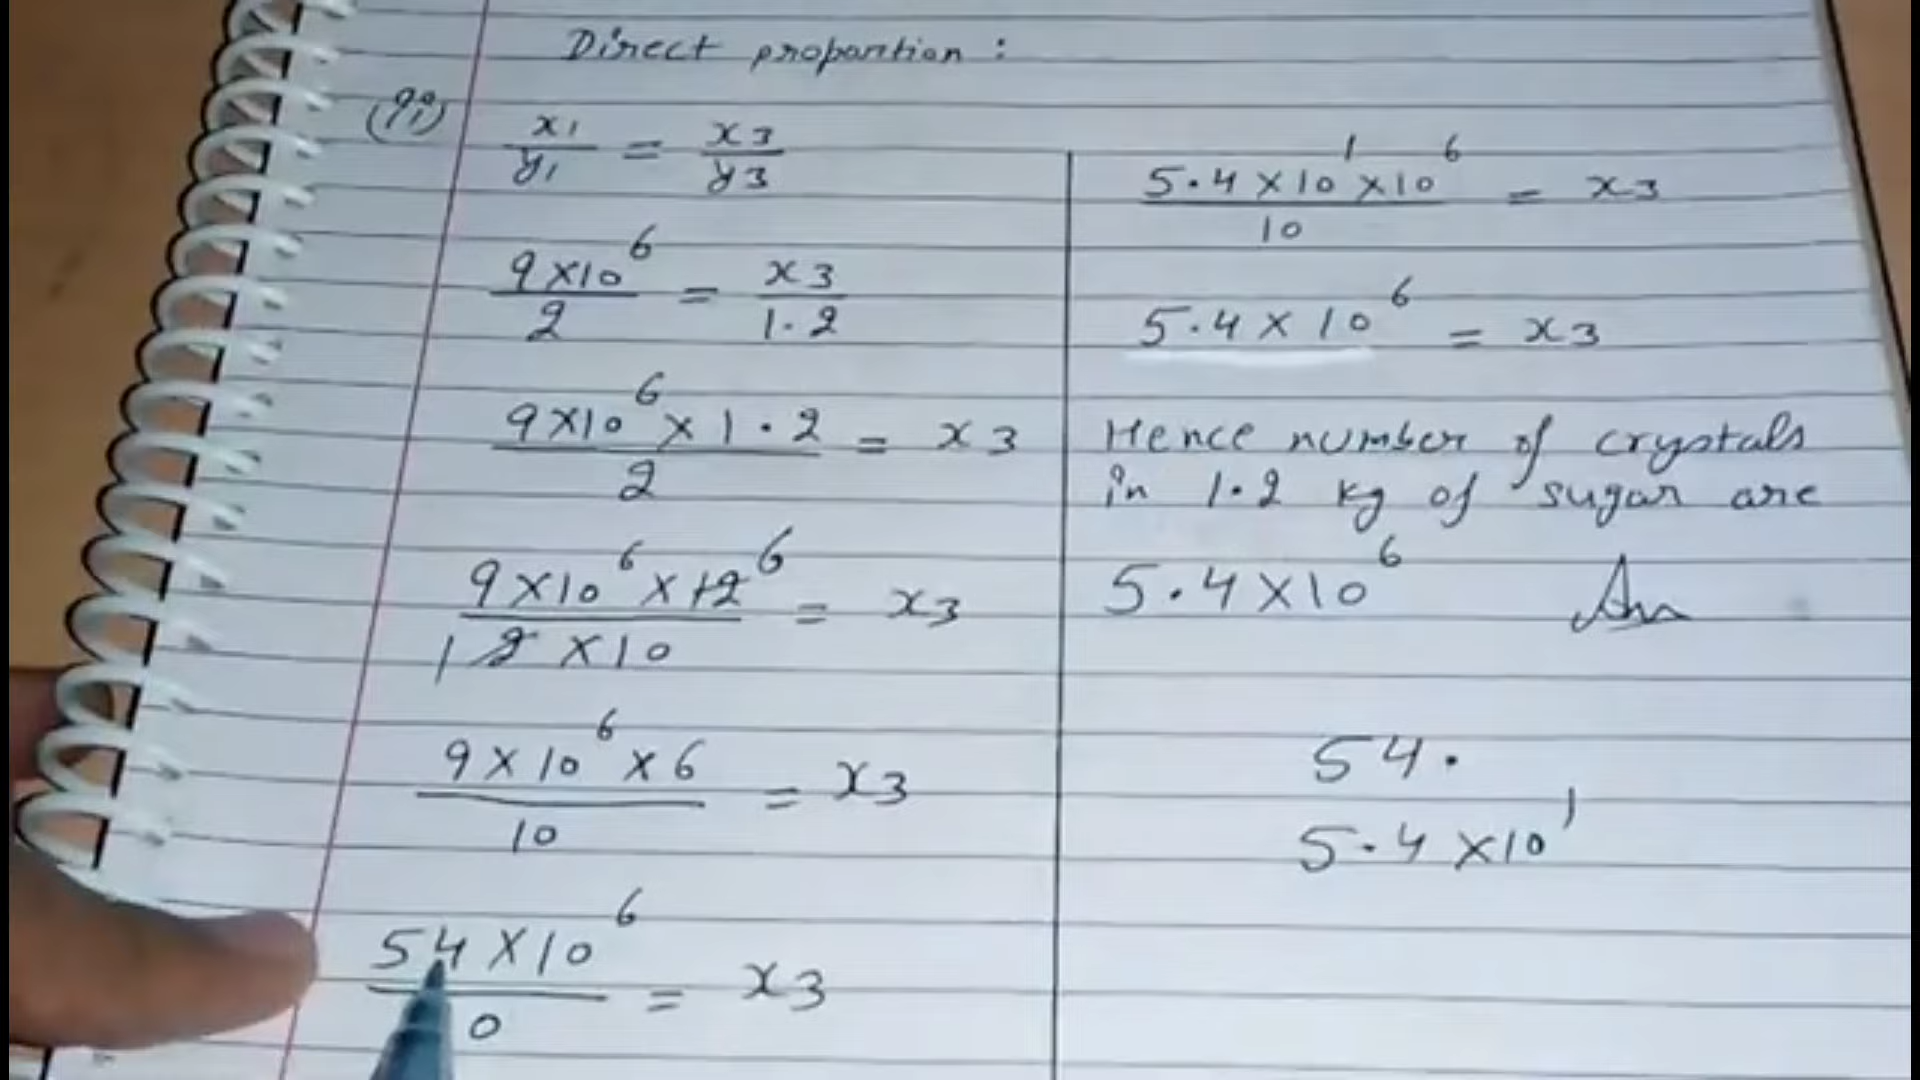 Direct proportion :
(ii) x1/y1 = x3/y3
9×10^6/2 = x3/1.2
9×10^6×1.2/2 = x3
9×10^6×12 6/1 2×10 = x3
9×10^6×6/10 = x3
54×10^6/0 = x3
5.4×10^1×10^6/10 = x3
5.4×10^6 = x3
Hence number of crystals
in 1.2 kg of sugar are
5.4×10^6 Ans
54.
5.4×10^1